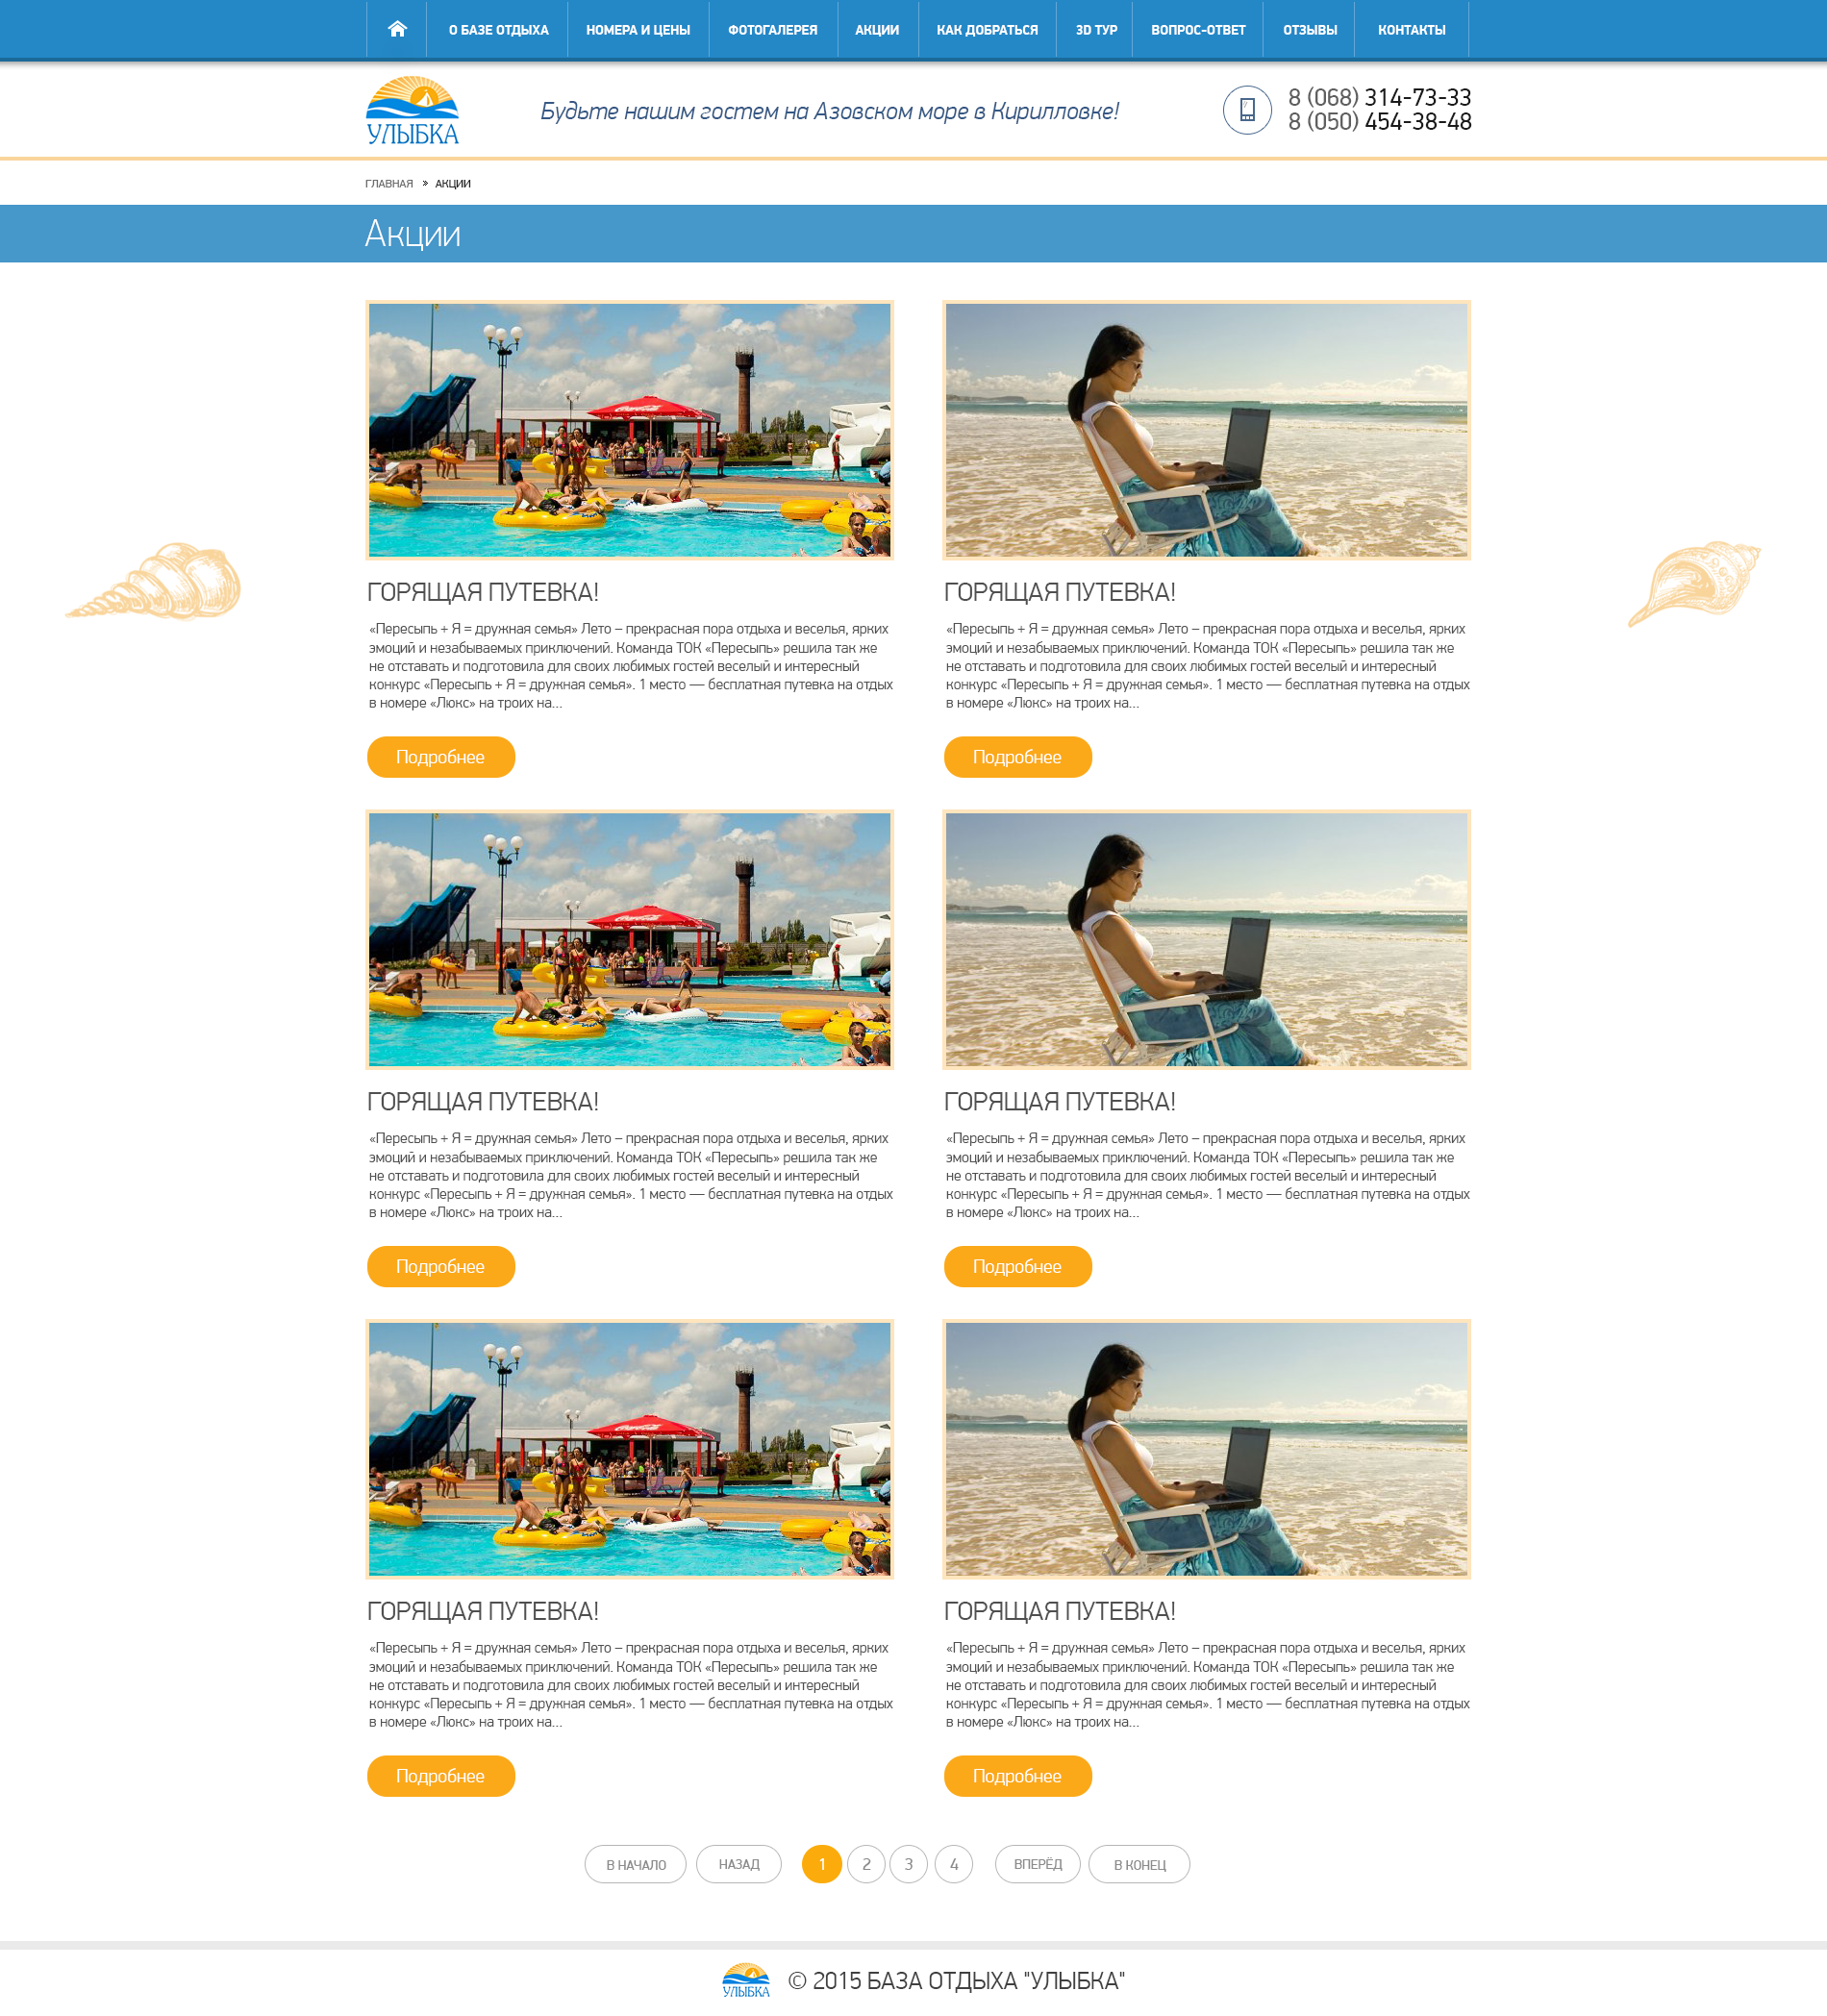 О БАЗЕ ОТДЫХА НОМЕРА И ЦЕНЫ ФОТОГАЛЕРЕЯ АКЦИИ КАК ДОБРАТЬСЯ 3D ТУР ВОПРОС-ОТВЕТ ОТЗЫВЫ КОНТАКТЫ
УЛЫБКА
Будьте нашим гостем на Азовском море в Кирилловке!
8 (068) 314-73-33
8 (050) 454-38-48
ГЛАВНАЯ » АКЦИИ
Акции
ГОРЯЩАЯ ПУТЕВКА!
«Пересыпь + Я = дружная семья» Лето – прекрасная пора отдыха и веселья, ярких
эмоций и незабываемых приключений. Команда ТОК «Пересыпь» решила так же
не отставать и подготовила для своих любимых гостей веселый и интересный
конкурс «Пересыпь + Я = дружная семья». 1 место — бесплатная путевка на отдых
в номере «Люкс» на троих на...
Подробнее
ГОРЯЩАЯ ПУТЕВКА!
«Пересыпь + Я = дружная семья» Лето – прекрасная пора отдыха и веселья, ярких
эмоций и незабываемых приключений. Команда ТОК «Пересыпь» решила так же
не отставать и подготовила для своих любимых гостей веселый и интересный
конкурс «Пересыпь + Я = дружная семья». 1 место — бесплатная путевка на отдых
в номере «Люкс» на троих на...
Подробнее
ГОРЯЩАЯ ПУТЕВКА!
«Пересыпь + Я = дружная семья» Лето – прекрасная пора отдыха и веселья, ярких
эмоций и незабываемых приключений. Команда ТОК «Пересыпь» решила так же
не отставать и подготовила для своих любимых гостей веселый и интересный
конкурс «Пересыпь + Я = дружная семья». 1 место — бесплатная путевка на отдых
в номере «Люкс» на троих на...
Подробнее
ГОРЯЩАЯ ПУТЕВКА!
«Пересыпь + Я = дружная семья» Лето – прекрасная пора отдыха и веселья, ярких
эмоций и незабываемых приключений. Команда ТОК «Пересыпь» решила так же
не отставать и подготовила для своих любимых гостей веселый и интересный
конкурс «Пересыпь + Я = дружная семья». 1 место — бесплатная путевка на отдых
в номере «Люкс» на троих на...
Подробнее
ГОРЯЩАЯ ПУТЕВКА!
«Пересыпь + Я = дружная семья» Лето – прекрасная пора отдыха и веселья, ярких
эмоций и незабываемых приключений. Команда ТОК «Пересыпь» решила так же
не отставать и подготовила для своих любимых гостей веселый и интересный
конкурс «Пересыпь + Я = дружная семья». 1 место — бесплатная путевка на отдых
в номере «Люкс» на троих на...
Подробнее
ГОРЯЩАЯ ПУТЕВКА!
«Пересыпь + Я = дружная семья» Лето – прекрасная пора отдыха и веселья, ярких
эмоций и незабываемых приключений. Команда ТОК «Пересыпь» решила так же
не отставать и подготовила для своих любимых гостей веселый и интересный
конкурс «Пересыпь + Я = дружная семья». 1 место — бесплатная путевка на отдых
в номере «Люкс» на троих на...
Подробнее
В НАЧАЛО НАЗАД 1 2 3 4 ВПЕРЁД В КОНЕЦ
УЛЫБКА
© 2015 БАЗА ОТДЫХА "УЛЫБКА"